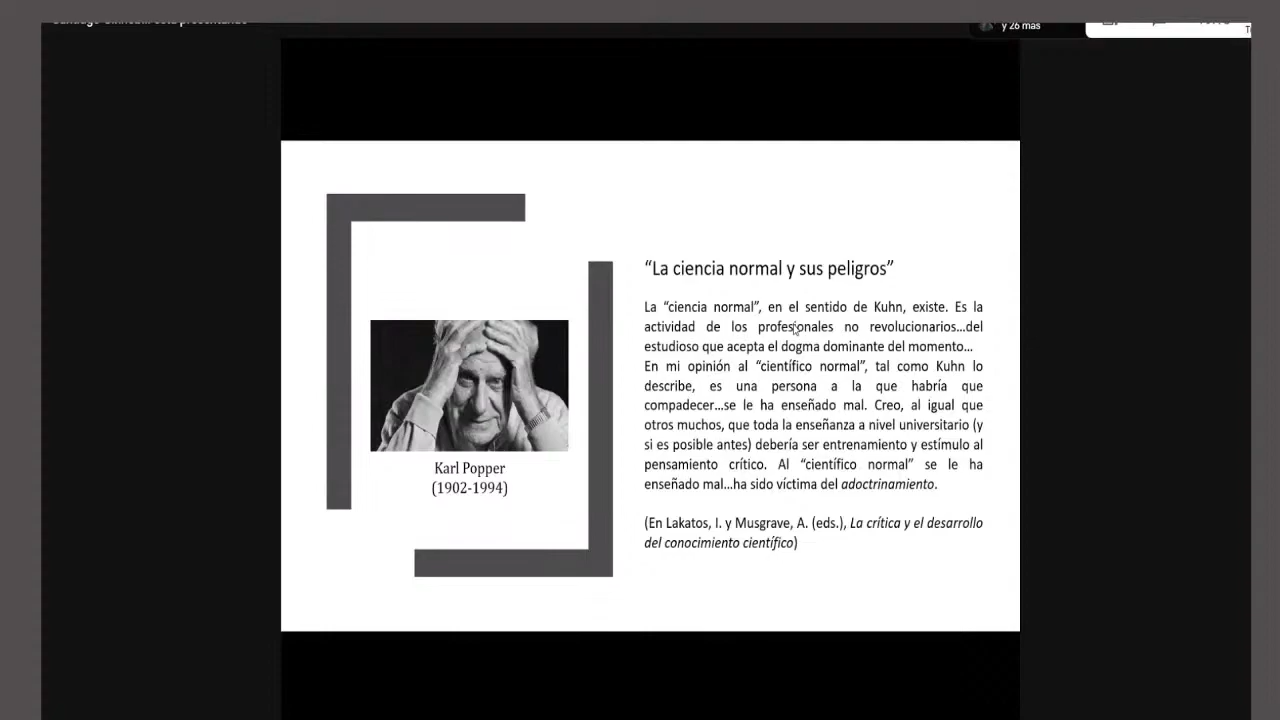 y 26 más
“La ciencia normal y sus peligros”
La “ciencia normal”, en el sentido de Kuhn, existe. Es la
actividad de los profesionales no revolucionarios...del
estudioso que acepta el dogma dominante del momento...
En mi opinión al “científico normal”, tal como Kuhn lo
describe, es una persona a la que habría que
compadecer...se le ha enseñado mal. Creo, al igual que
otros muchos, que toda la enseñanza a nivel universitario (y
si es posible antes) debería ser entrenamiento y estímulo al
pensamiento crítico. Al “científico normal” se le ha
enseñado mal...ha sido víctima del adoctrinamiento.
(En Lakatos, I. y Musgrave, A. (eds.), La crítica y el desarrollo
del conocimiento científico)
Karl Popper
(1902-1994)